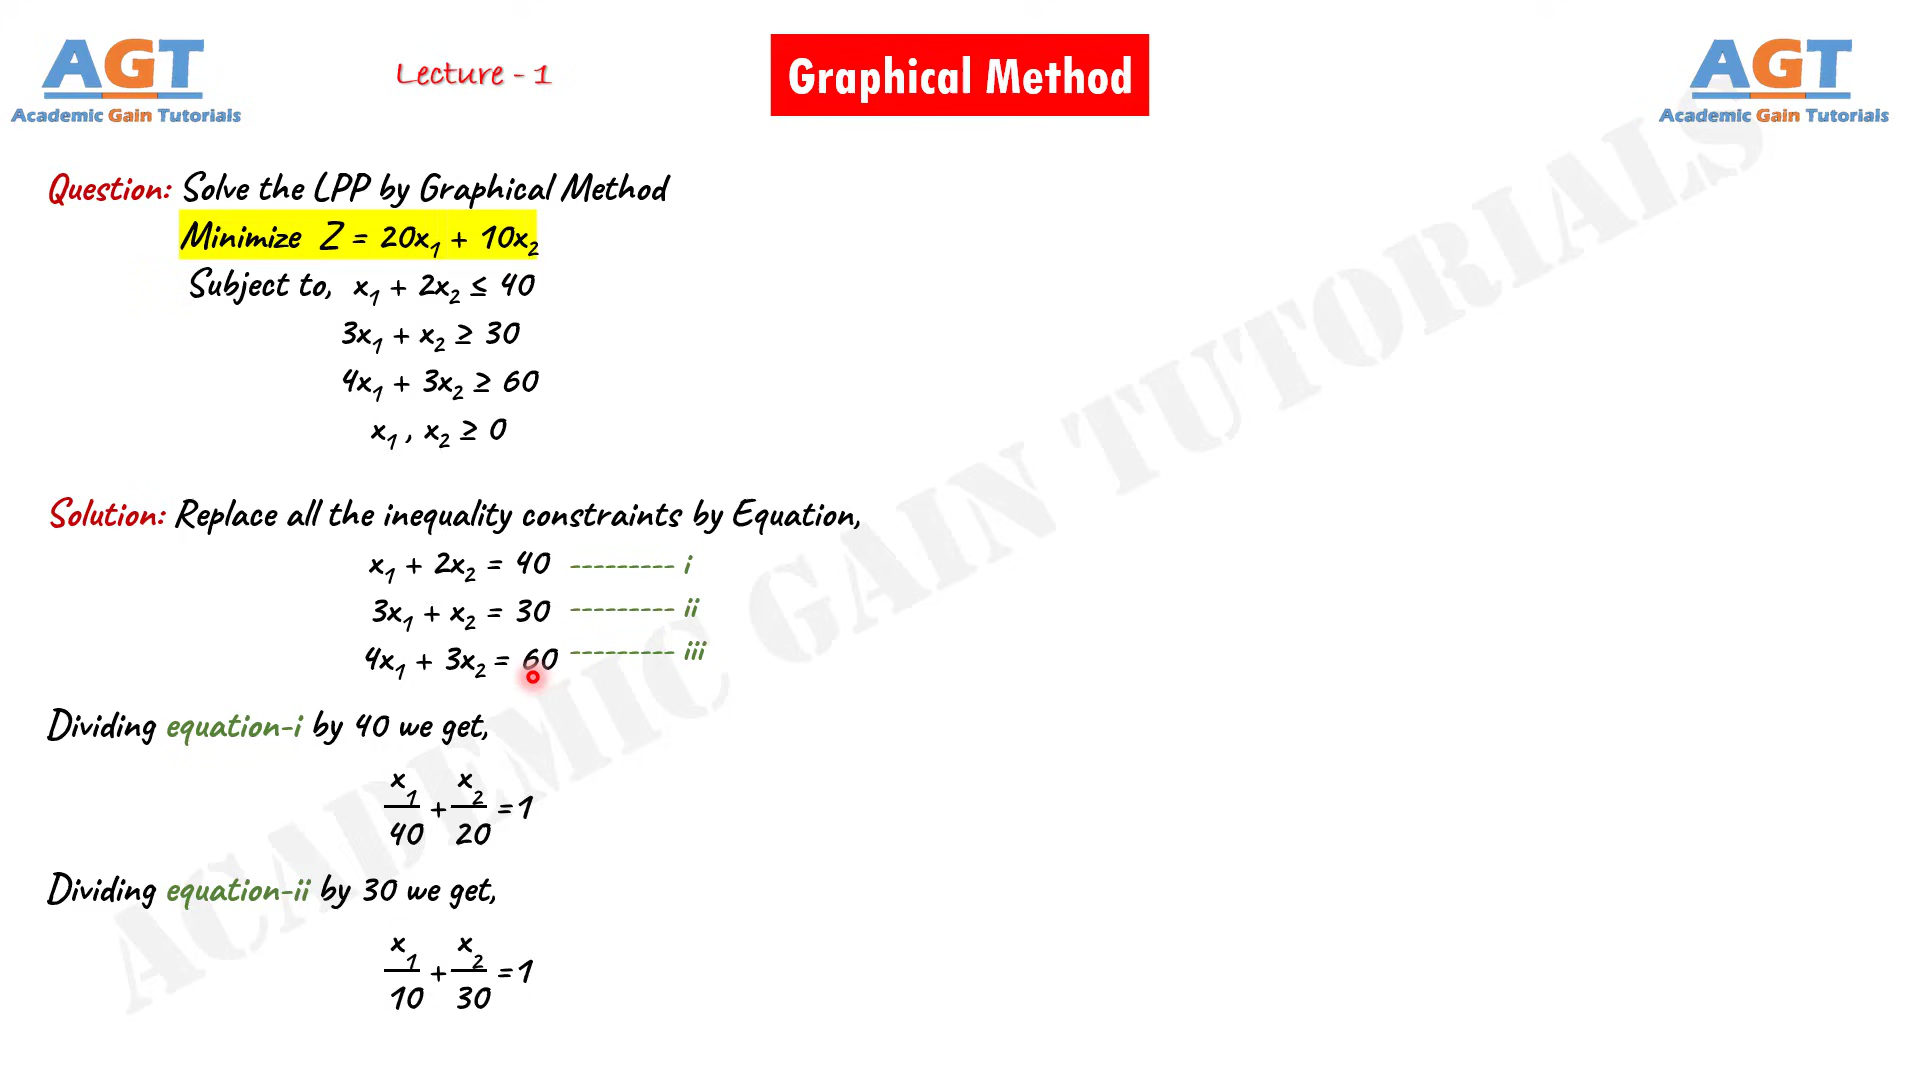 AGT
Academic Gain Tutorials
Lecture - 1
Graphical Method
AGT
Academic Gain Tutorials
Question: Solve the LPP by Graphical Method
Minimize Z = 20x₁ + 10x₂
Subject to, x₁ + 2x₂ ≤ 40
3x₁ + x₂ ≥ 30
4x₁ + 3x₂ ≥ 60
x₁ , x₂ ≥ 0
Solution: Replace all the inequality constraints by Equation,
x₁ + 2x₂ = 40 --------- i
3x₁ + x₂ = 30 --------- ii
4x₁ + 3x₂ = 60 --------- iii
Dividing equation-i by 40 we get,
x₁/40 + x₂/20 = 1
Dividing equation-ii by 30 we get,
x₁/10 + x₂/30 = 1
ACADEMIC GAIN TUTORIALS